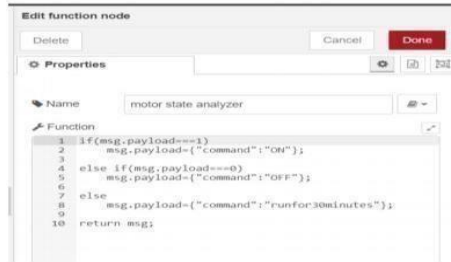 Edit function node
Delete Cancel Done
Properties
Name motor state analyzer
Function
1 if(msg.payload===1)
2 msg.payload={"command":"ON"};
3
4 else if(msg.payload===0)
5 msg.payload={"command":"OFF"};
6
7 else
8 msg.payload={"command":"runfor30minutes"};
9
10 return msg;